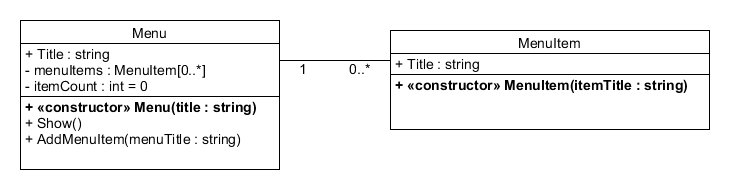 Menu
+ Title : string
- menuItems : MenuItem[0..*]
- itemCount : int = 0
+ «constructor» Menu(title : string)
+ Show()
+ AddMenuItem(menuTitle : string)
1
0..*
MenuItem
+ Title : string
+ «constructor» MenuItem(itemTitle : string)